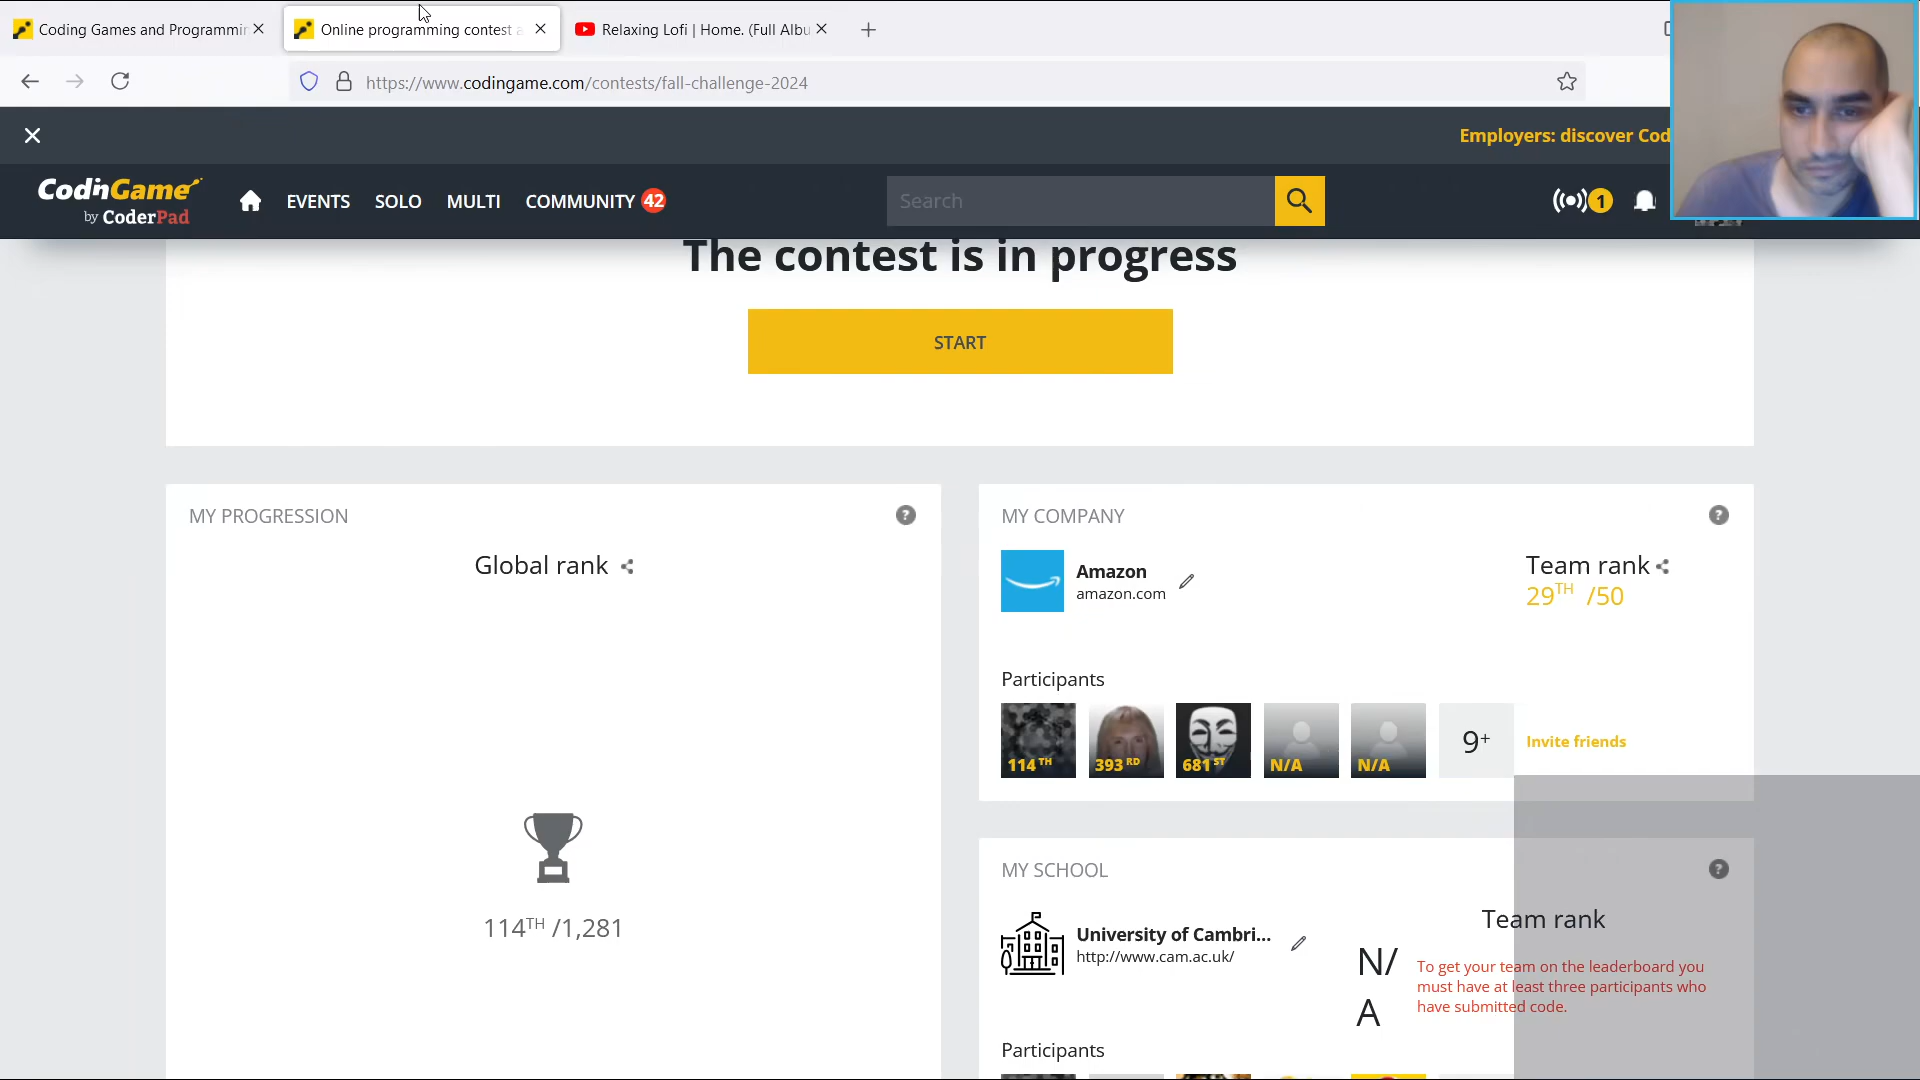 Coding Games and Programmin
Online programming contest a
Relaxing Lofi | Home. (Full Albu
https://www.codingame.com/contests/fall-challenge-2024
Employers: discover Cod
CodinGame
by CoderPad
EVENTS
SOLO
MULTI
COMMUNITY
42
Search
1
The contest is in progress
START
MY PROGRESSION
?
Global rank
114TH /1,281
MY COMPANY
?
Amazon
amazon.com
Team rank
29TH /50
Participants
114TH
393RD
681ST
N/A
N/A
9+
Invite friends
MY SCHOOL
?
University of Cambri...
http://www.cam.ac.uk/
Team rank
N/
A
To get your team on the leaderboard you
must have at least three participants who
have submitted code.
Participants